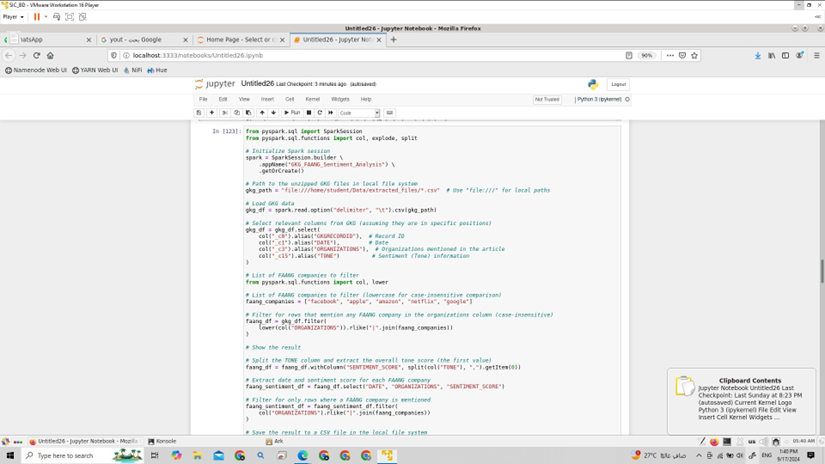 SIC_BD - VMware Workstation 16 Player
Player
Untitled26 - Jupyter Notebook - Mozilla Firefox
yout - بحث Google
Home Page - Select or c
Untitled26 - Jupyter Not
localhost:3333/notebooks/Untitled26.ipynb
90%
Namenode Web UI YARN Web UI NiFi Hue
jupyter Untitled26 Last Checkpoint: 3 minutes ago (autosaved)
Logout
File Edit View Insert Cell Kernel Widgets Help
Not Trusted
Python 3 (ipykernel)
Run
Code
In [123]:
from pyspark.sql import SparkSession
from pyspark.sql.functions import col, explode, split
# Initialize Spark session
spark = SparkSession.builder \
.appName("GKG_FAANG_Sentiment_Analysis") \
.getOrCreate()
# Path to the unzipped GKG files in local file system
gkg_path = "file:///home/student/Data/extracted_files/*.csv" # Use "file:///" for local paths
# Load GKG data
gkg_df = spark.read.option("delimiter", "\t").csv(gkg_path)
# Select relevant columns from GKG (assuming they are in specific positions)
gkg_df = gkg_df.select(
col("_c0").alias("GKGRECORDID"), # Record ID
col("_c1").alias("DATE"), # Date
col("_c3").alias("ORGANIZATIONS"), # Organizations mentioned in the article
col("_c15").alias("TONE") # Sentiment (Tone) information
)
# List of FAANG companies to filter
from pyspark.sql.functions import col, lower
# List of FAANG companies to filter (lowercase for case-insensitive comparison)
faang_companies = ["facebook", "apple", "amazon", "netflix", "google"]
# Filter for rows that mention any FAANG company in the organizations column (case-insensitive)
faang_df = gkg_df.filter(
lower(col("ORGANIZATIONS")).rlike("|".join(faang_companies))
)
# Show the result
# Split the TONE column and extract the overall tone score (the first value)
faang_df = faang_df.withColumn("SENTIMENT_SCORE", split(col("TONE"), ",").getItem(0))
# Extract date and sentiment score for each FAANG company
faang_sentiment_df = faang_df.select("DATE", "ORGANIZATIONS", "SENTIMENT_SCORE")
# Filter for only rows where a FAANG company is mentioned
faang_sentiment_df = faang_sentiment_df.filter(
col("ORGANIZATIONS").rlike("|".join(faang_companies))
)
# Save the result to a CSV file in the local file system
Clipboard Contents
Jupyter Notebook Untitled26 Last
Checkpoint: Last Sunday at 8:23 PM
(autosaved) Current Kernel Logo
Python 3 (ipykernel) File Edit View
Insert Cell Kernel Widgets ...
Untitled26 - Jupyter Notebook - Mozill
Konsole
Ark
05:40 AM
Type here to search
27°C
صافي غالبًا
1:40 PM
9/17/2024